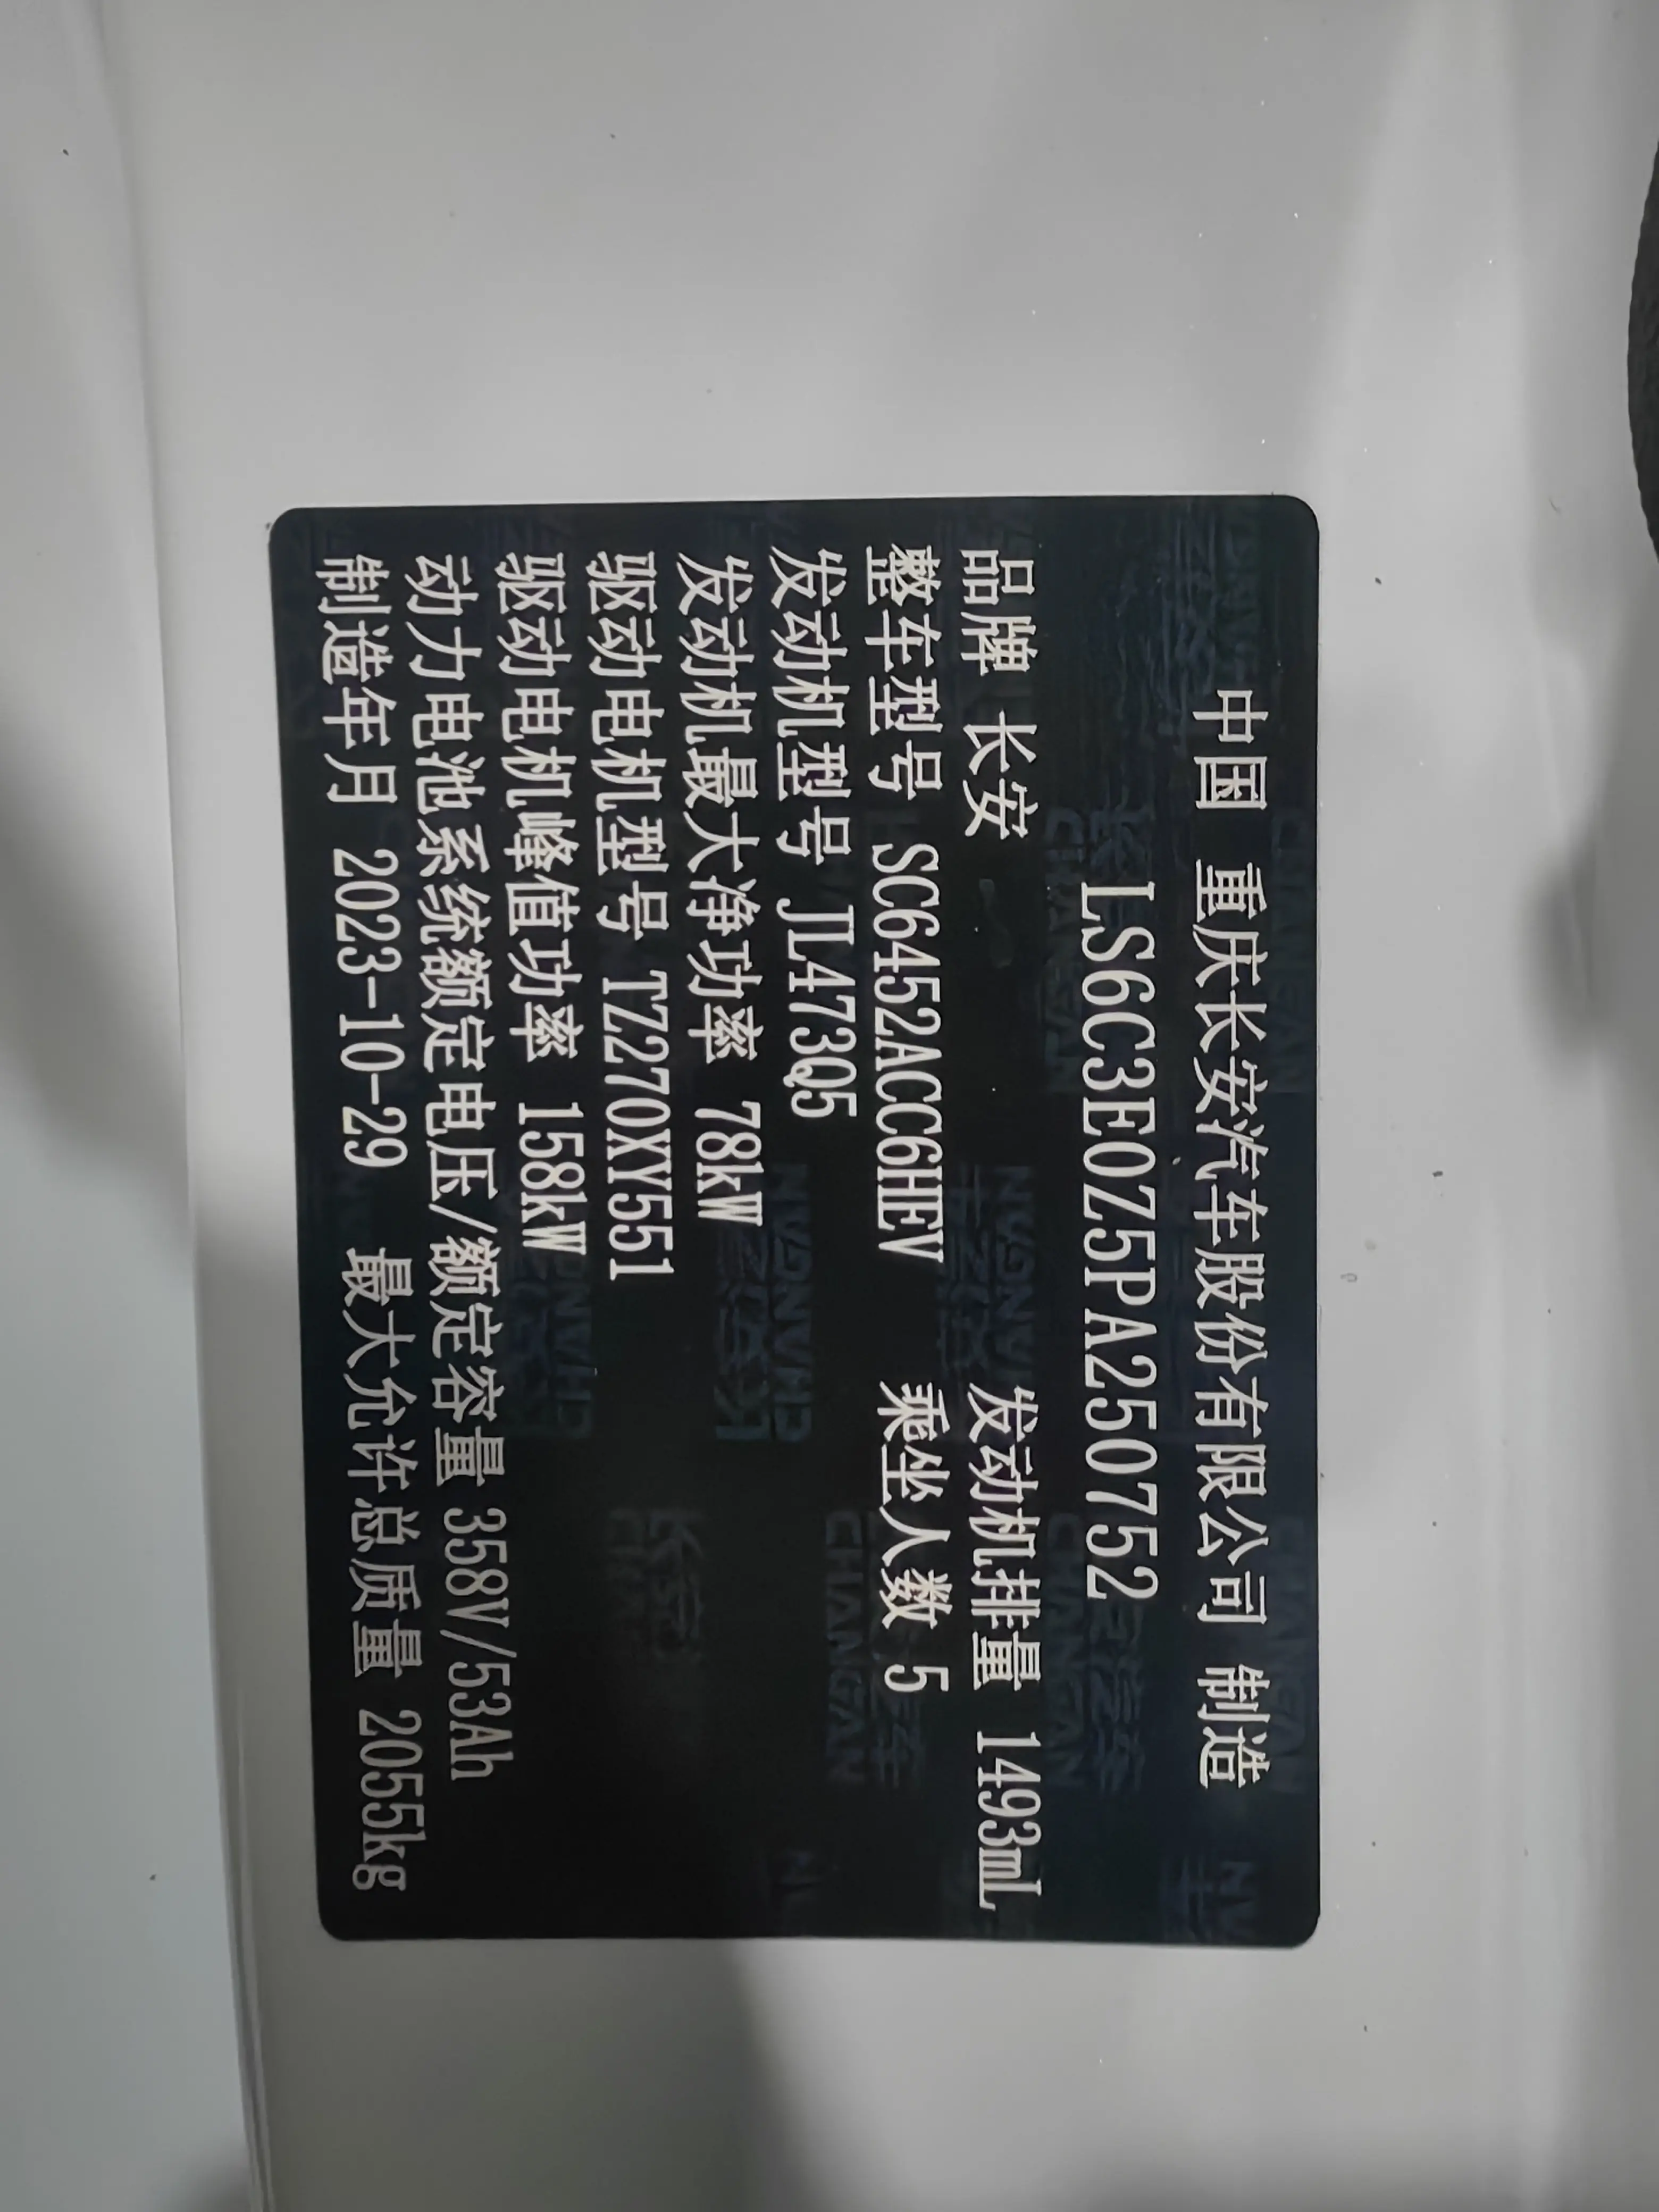 中国 重庆长安汽车股份有限公司 制造
LS6C3E0Z5PA250752
品牌 长安 发动机排量 1493mL
整车型号 SC6452ACC6HEV 乘坐人数 5
发动机型号 JL473Q5
发动机最大净功率 78kW
驱动电机型号 TZ270XY551
驱动电机峰值功率 158kW
动力电池系统额定电压/额定容量 358V/53Ah
制造年月 2023-10-29 最大允许总质量 2055kg